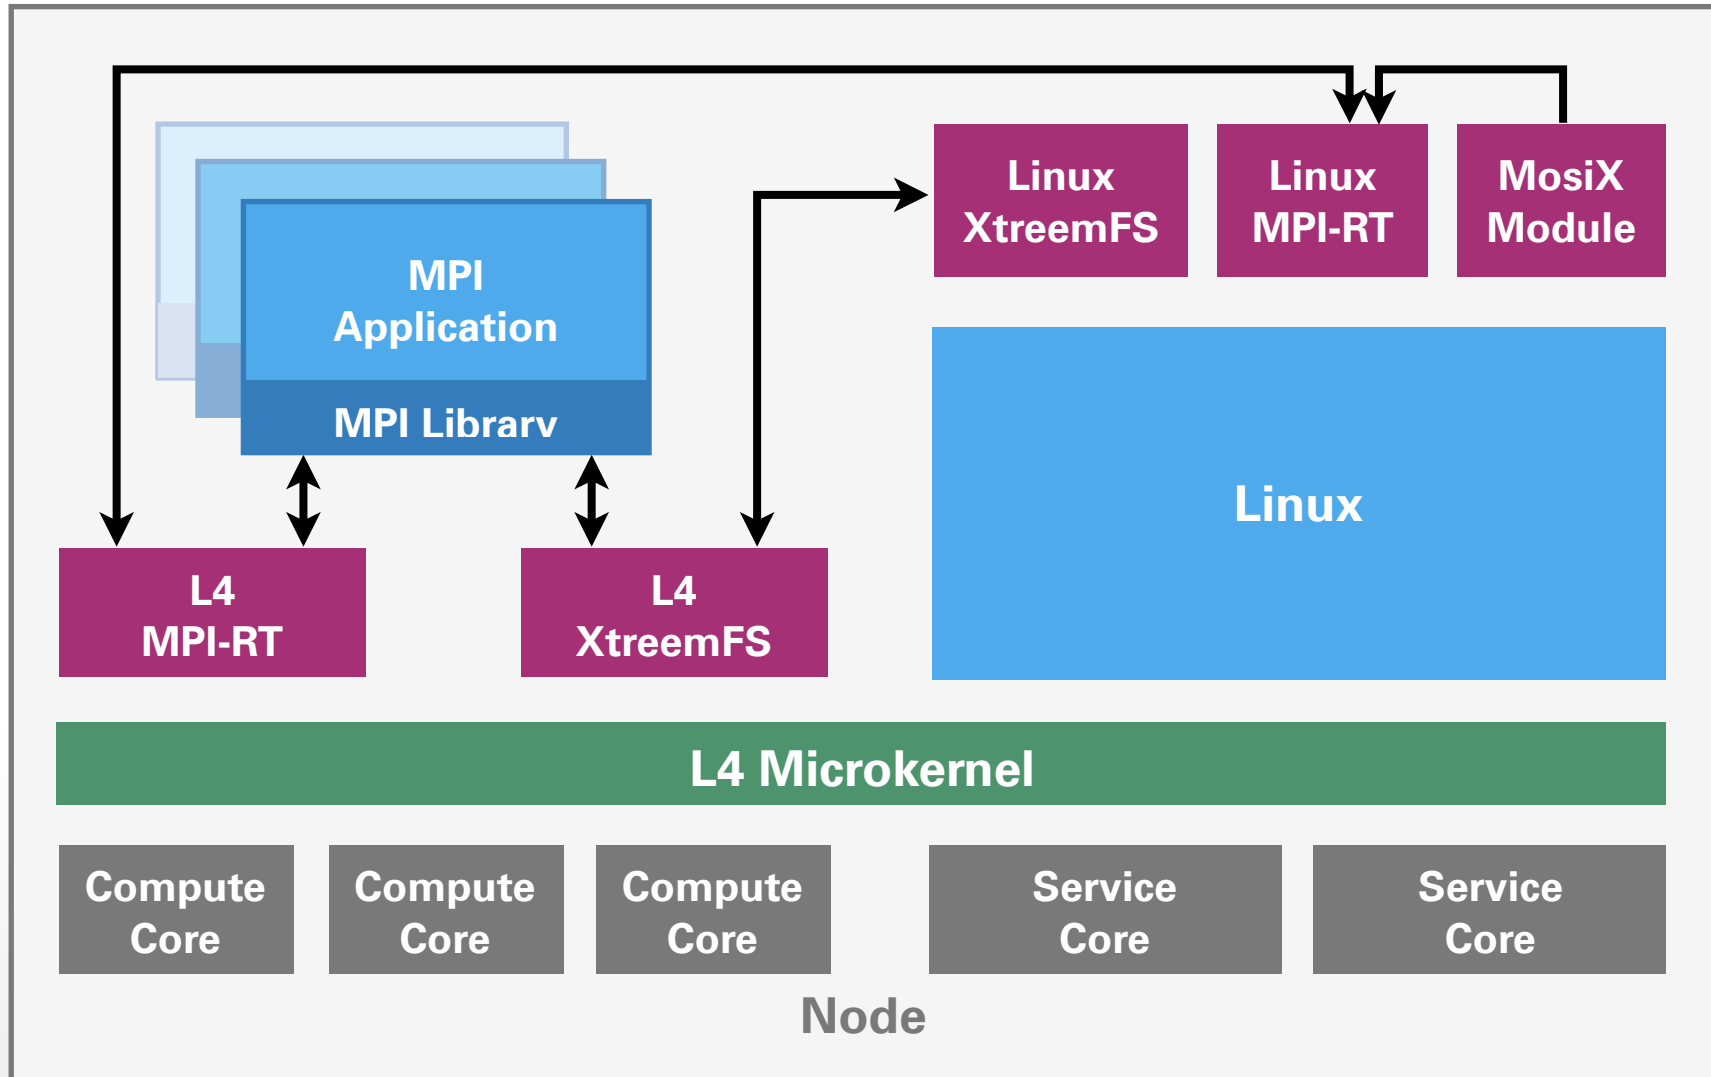 Linux
XtreemFS
Linux
MPI-RT
MosiX
Module
MPI
Application
MPI Library
Linux
L4
MPI-RT
L4
XtreemFS
L4 Microkernel
Compute
Core
Compute
Core
Compute
Core
Service
Core
Service
Core
Node